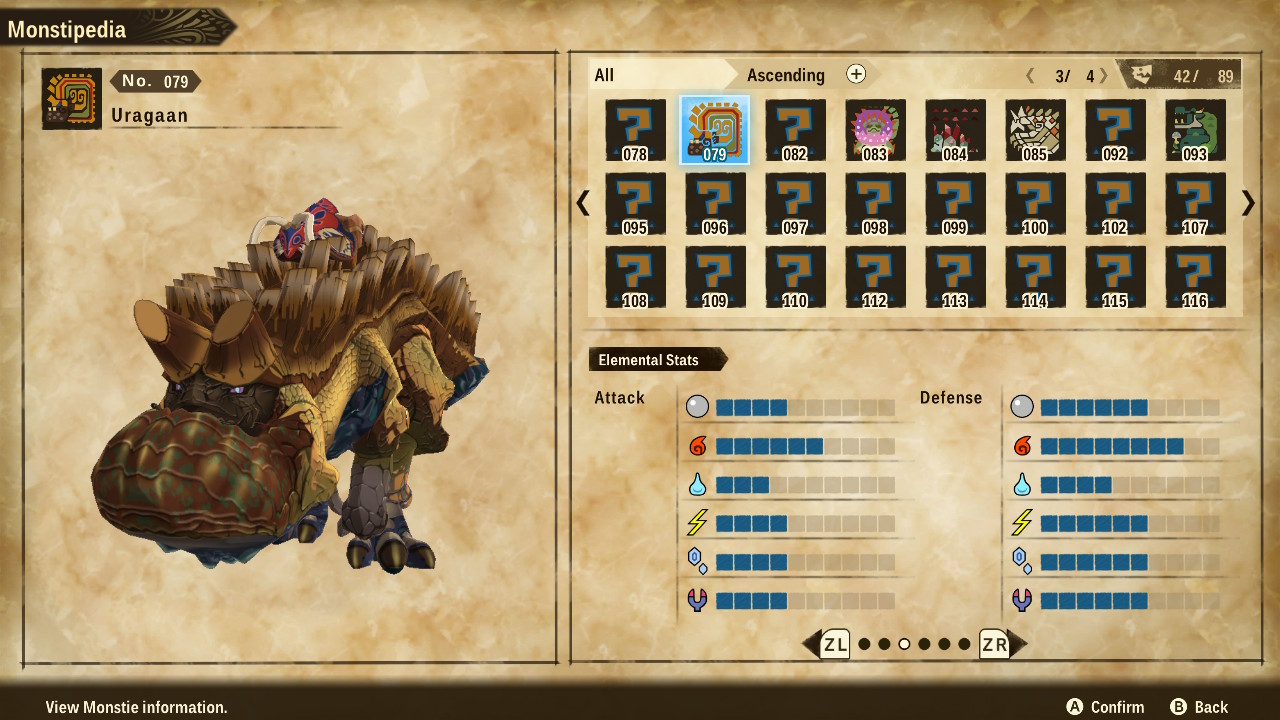 Monstipedia
No. 079
Uragaan
All
Ascending
3/ 4
42/ 89
078 079 082 083 084 085 092 093
095 096 097 098 099 100 102 107
108 109 110 112 113 114 115 116
Elemental Stats
Attack
Defense
ZL
ZR
View Monstie information.
A Confirm
B Back